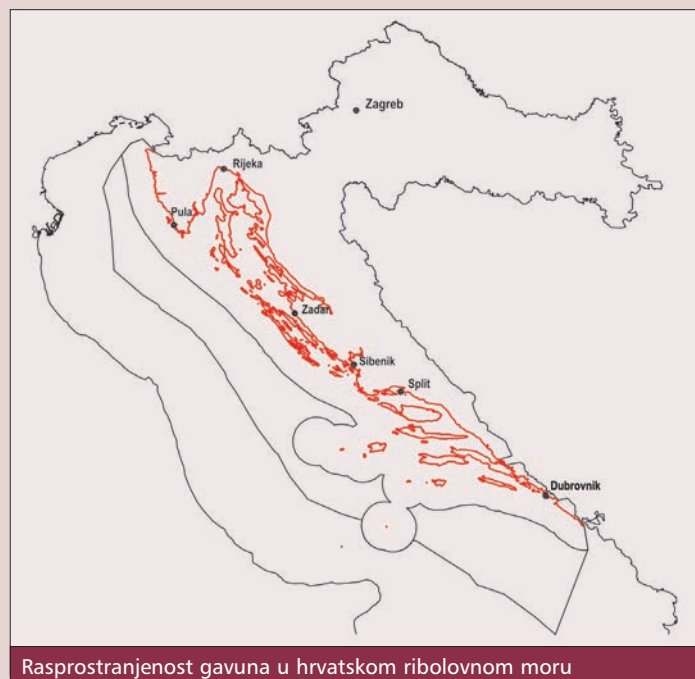 Zagreb
Rijeka
Pula
Zadar
Šibenik
Split
Dubrovnik
Rasprostranjenost gavuna u hrvatskom ribolovnom moru